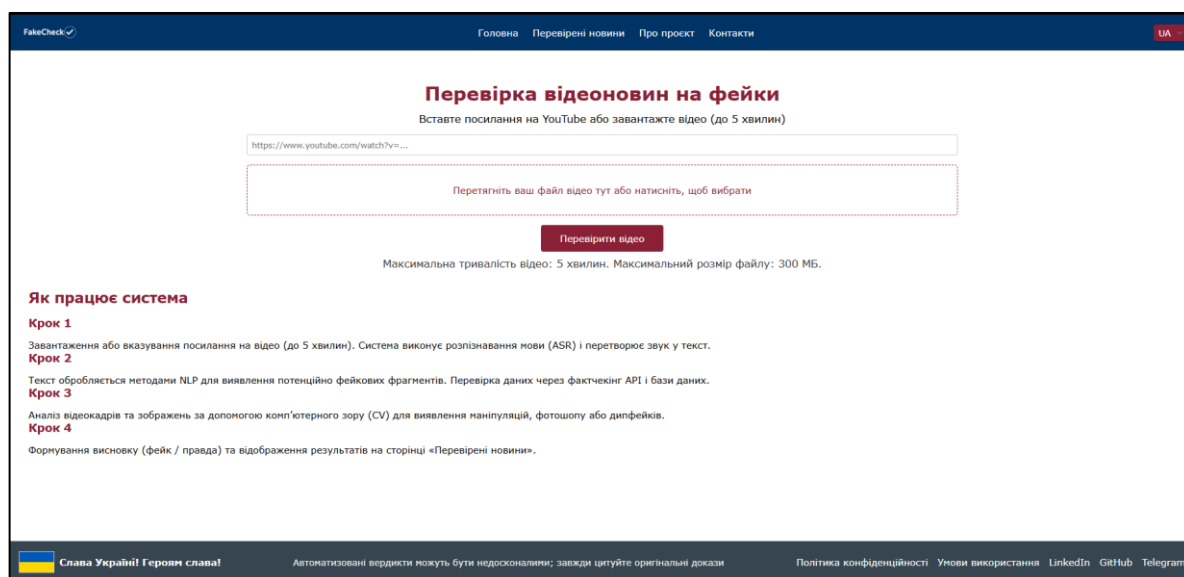 FakeCheck
Головна Перевірені новини Про проєкт Контакти
UA
Перевірка відеоновин на фейки
Вставте посилання на YouTube або завантажте відео (до 5 хвилин)
https://www.youtube.com/watch?v=...
Перетягніть ваш файл відео тут або натисніть, щоб вибрати
Перевірити відео
Максимальна тривалість відео: 5 хвилин. Максимальний розмір файлу: 300 МБ.
Як працює система
Крок 1
Завантаження або вказування посилання на відео (до 5 хвилин). Система виконує розпізнавання мови (ASR) і перетворює звук у текст.
Крок 2
Текст обробляється методами NLP для виявлення потенційно фейкових фрагментів. Перевірка даних через фактчекінг API і бази даних.
Крок 3
Аналіз відеокадрів та зображень за допомогою комп’ютерного зору (CV) для виявлення маніпуляцій, фотошопу або дипфейків.
Крок 4
Формування висновку (фейк / правда) та відображення результатів на сторінці «Перевірені новини».
Слава Україні! Героям слава!
Автоматизовані вердикти можуть бути недосконалими; завжди цитуйте оригінальні докази
Політика конфіденційності Умови використання LinkedIn GitHub Telegram